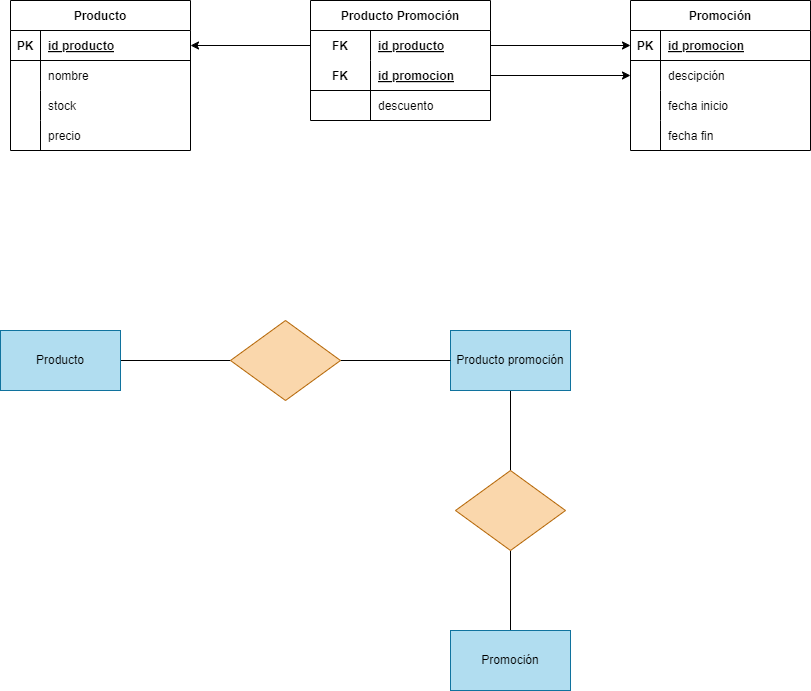 Producto
PK id producto
nombre
stock
precio
Producto Promoción
FK id producto
FK id promocion
descuento
Promoción
PK id promocion
descipción
fecha inicio
fecha fin
Producto
Producto promoción
Promoción